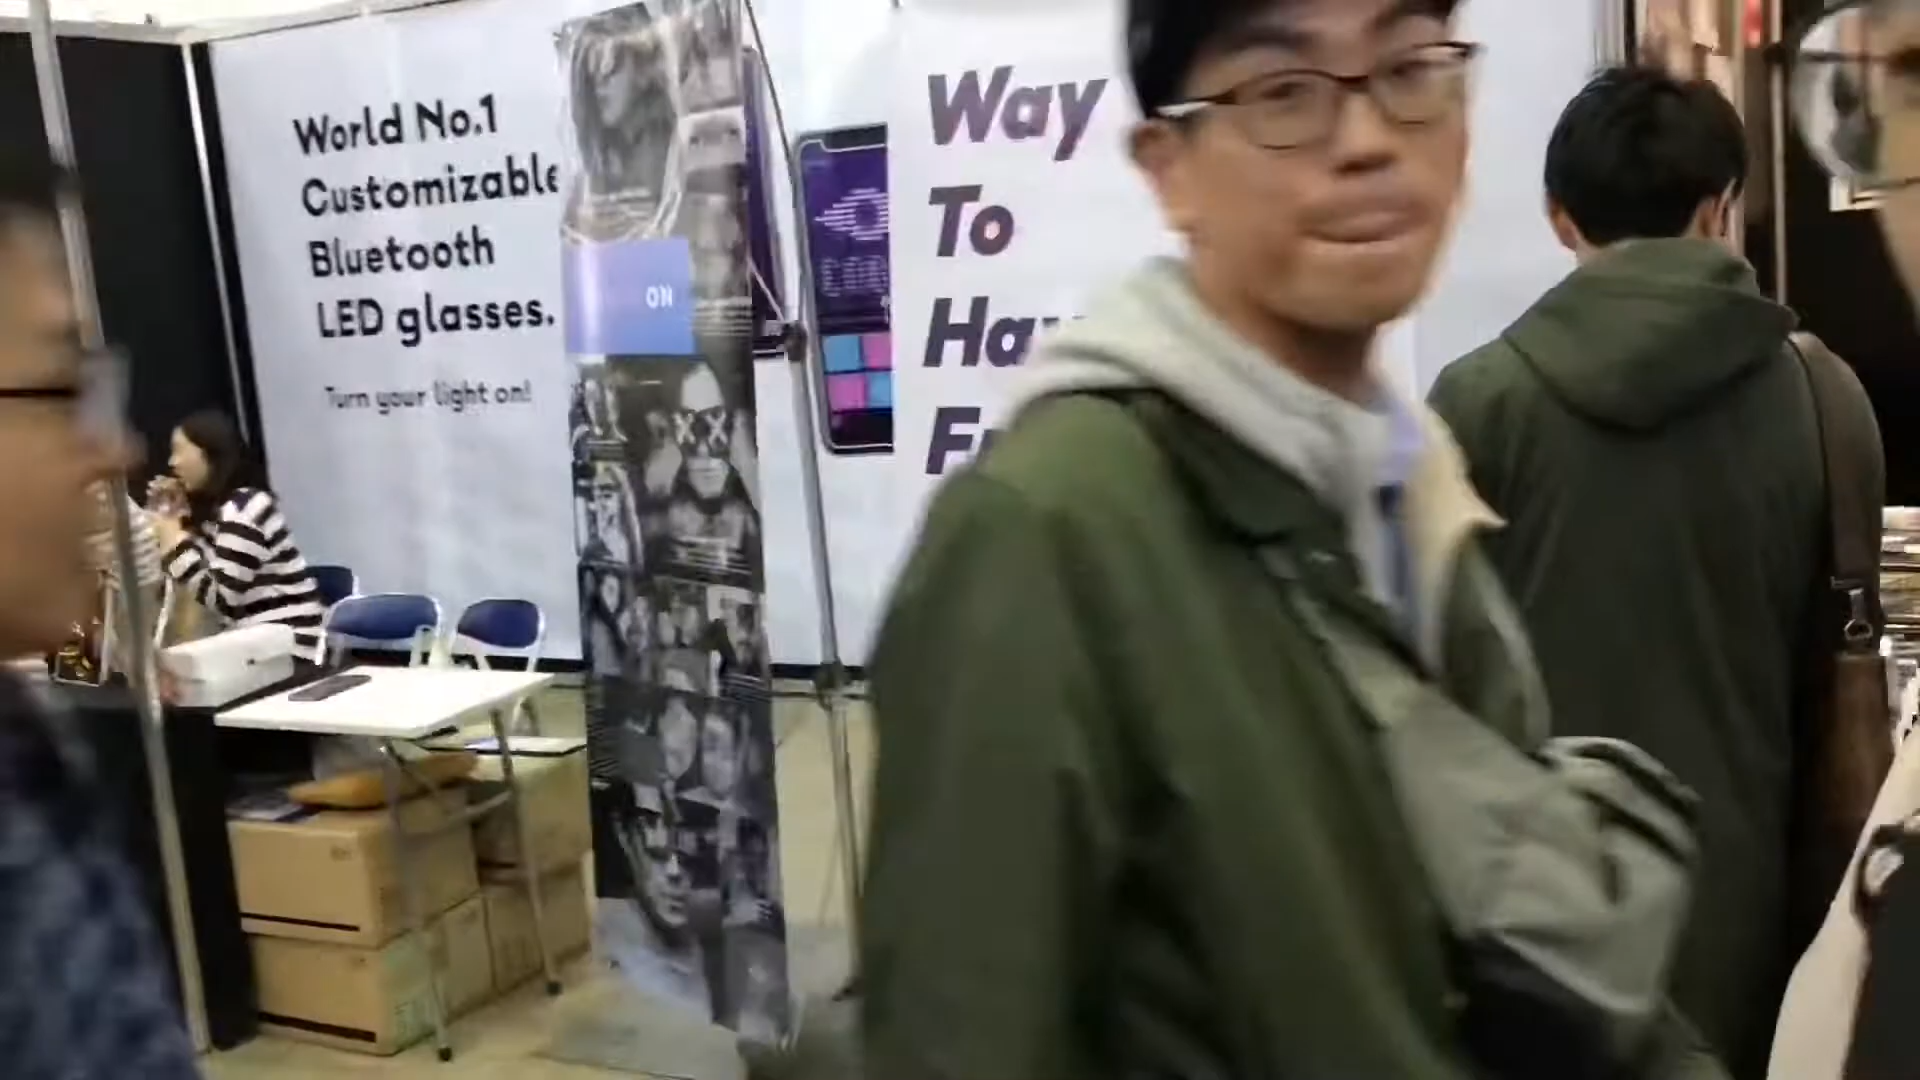 World No.1
Customizable
Bluetooth
LED glasses.
Turn your light on!
ON
Way
To